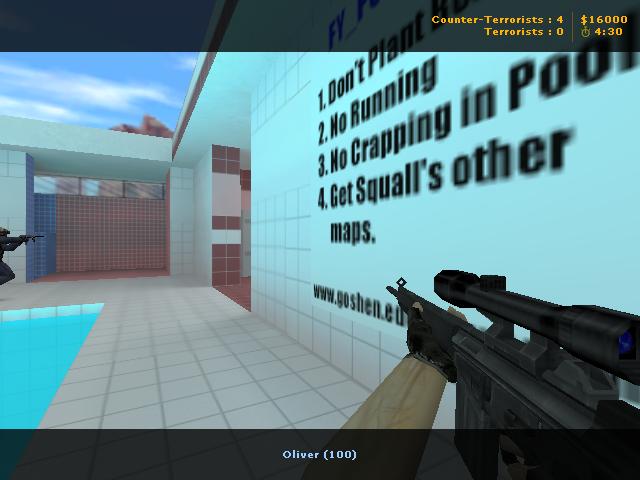 Counter-Terrorists : 4 $16000
Terrorists : 0 4:30
1. Don't Plant
2. No Running
3. No Crapping in Pool
4. Get Squall's other
maps.
www.goshen.ed
Oliver (100)